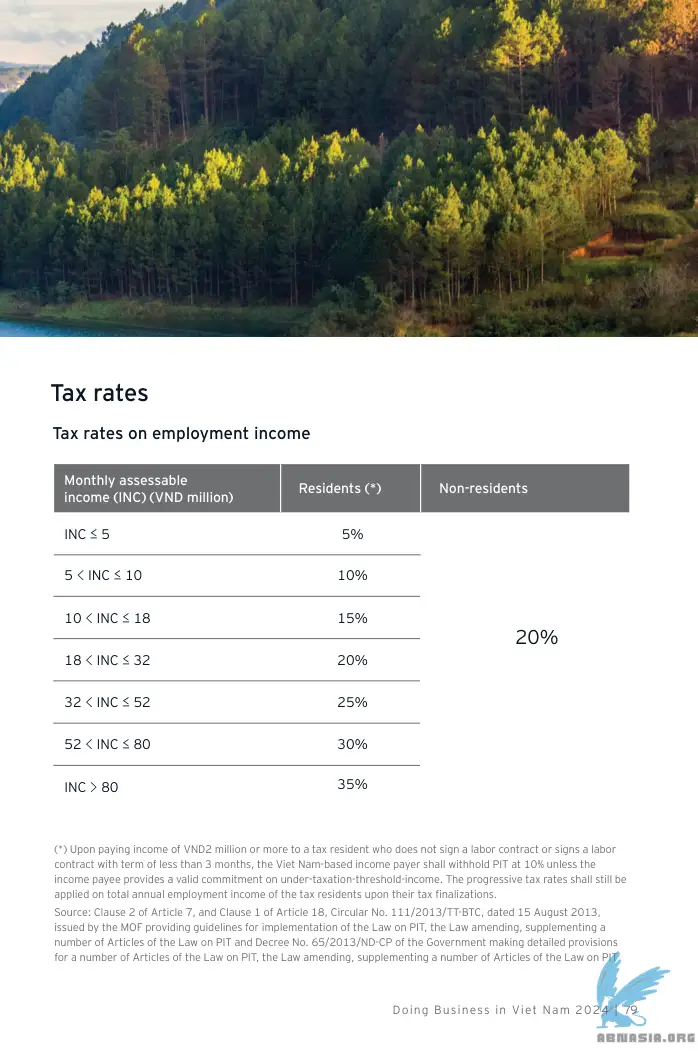 Tax rates
Tax rates on employment income
Monthly assessable
income (INC) (VND million)
Residents (*)
Non-residents
INC ≤ 5
5%
5 < INC ≤ 10
10%
10 < INC ≤ 18
15%
18 < INC ≤ 32
20%
32 < INC ≤ 52
25%
52 < INC ≤ 80
30%
INC > 80
35%
20%
(*) Upon paying income of VND2 million or more to a tax resident who does not sign a labor contract or signs a labor
contract with term of less than 3 months, the Viet Nam-based income payer shall withhold PIT at 10% unless the
income payee provides a valid commitment on under-taxation-threshold-income. The progressive tax rates shall still be
applied on total annual employment income of the tax residents upon their tax finalizations.
Source: Clause 2 of Article 7, and Clause 1 of Article 18, Circular No. 111/2013/TT-BTC, dated 15 August 2013,
issued by the MOF providing guidelines for implementation of the Law on PIT, the Law amending, supplementing a
number of Articles of the Law on PIT and Decree No. 65/2013/ND-CP of the Government making detailed provisions
for a number of Articles of the Law on PIT, the Law amending, supplementing a number of Articles of the Law on PIT
Doing Business in Viet Nam 2024 | 79
ABNASIA.ORG